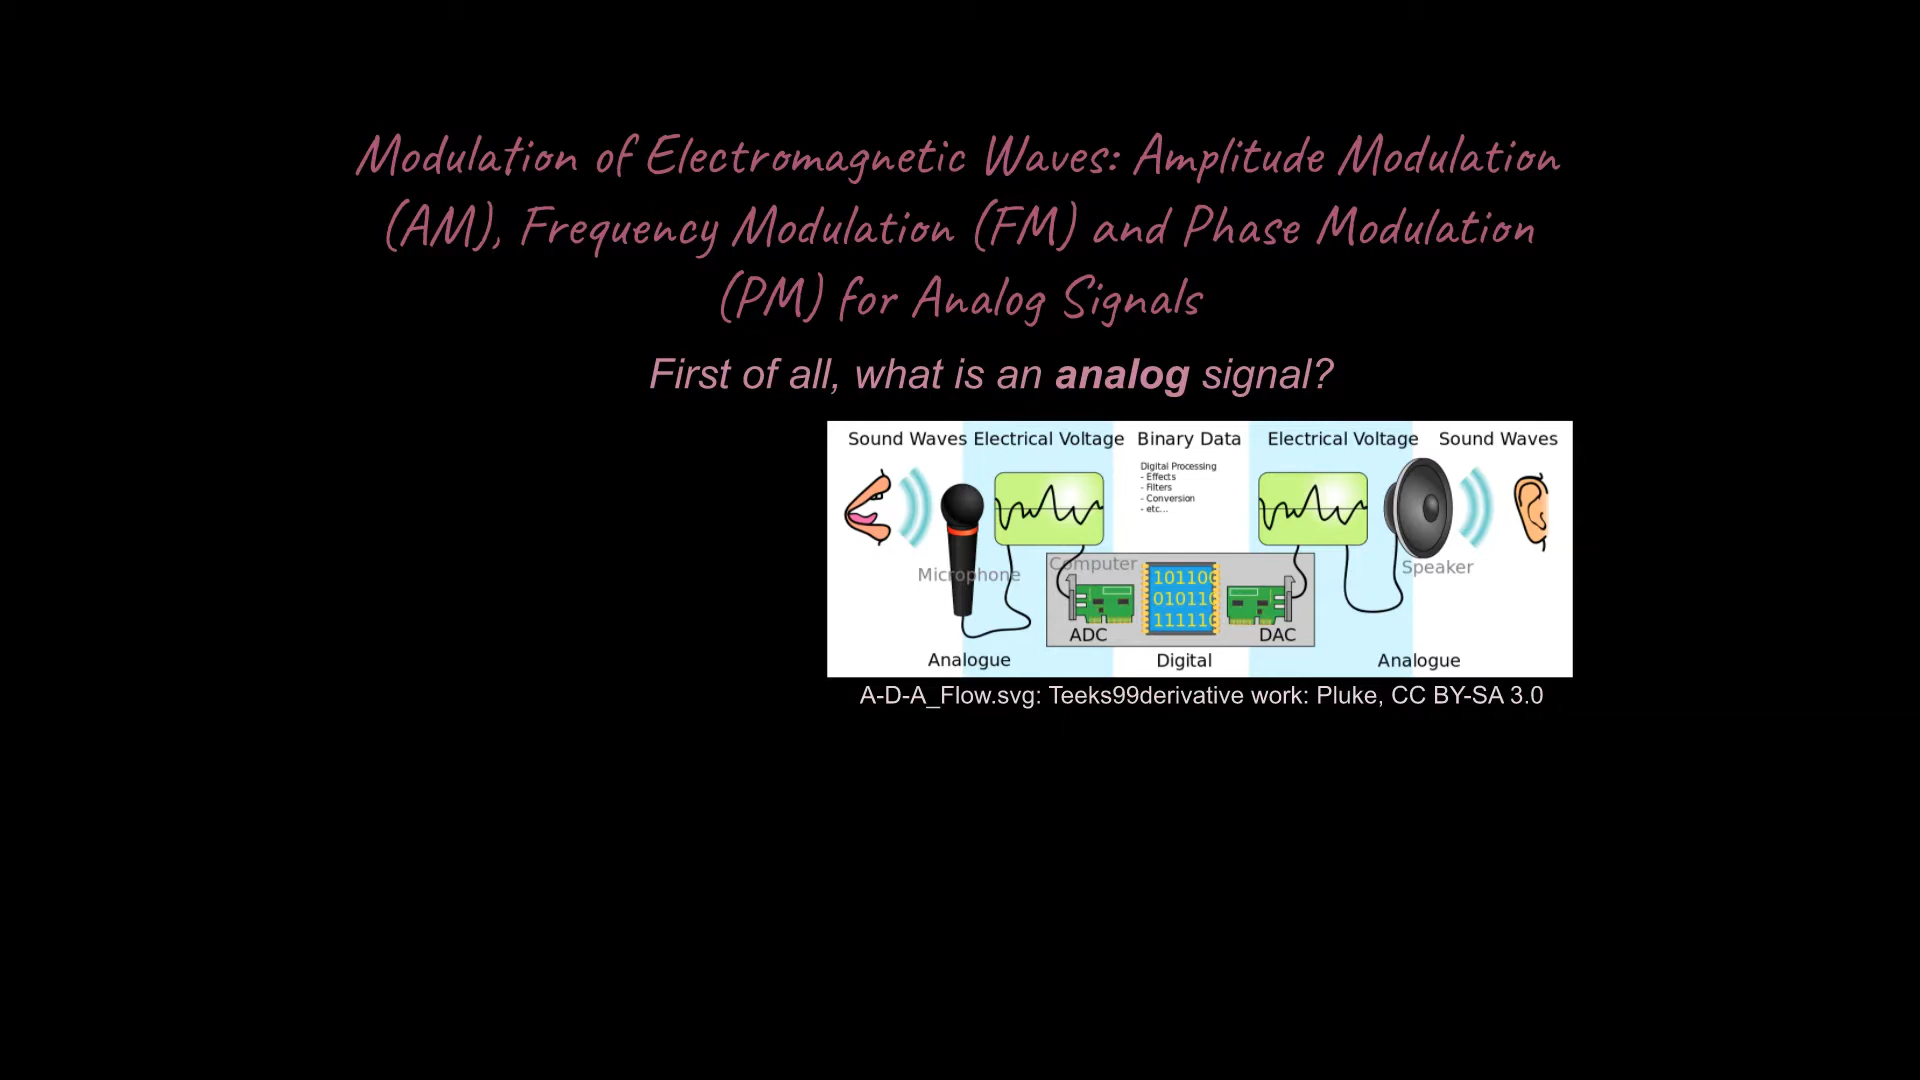 Modulation of Electromagnetic Waves: Amplitude Modulation
(AM), Frequency Modulation (FM) and Phase Modulation
(PM) for Analog Signals
First of all, what is an analog signal?
Sound Waves Electrical Voltage Binary Data Electrical Voltage Sound Waves
Digital Processing
- Effects
- Filters
- Conversion
- etc...
Microphone Computer Speaker
10110
01011
11111
ADC DAC
Analogue Digital Analogue
A-D-A_Flow.svg: Teeks99derivative work: Pluke, CC BY-SA 3.0